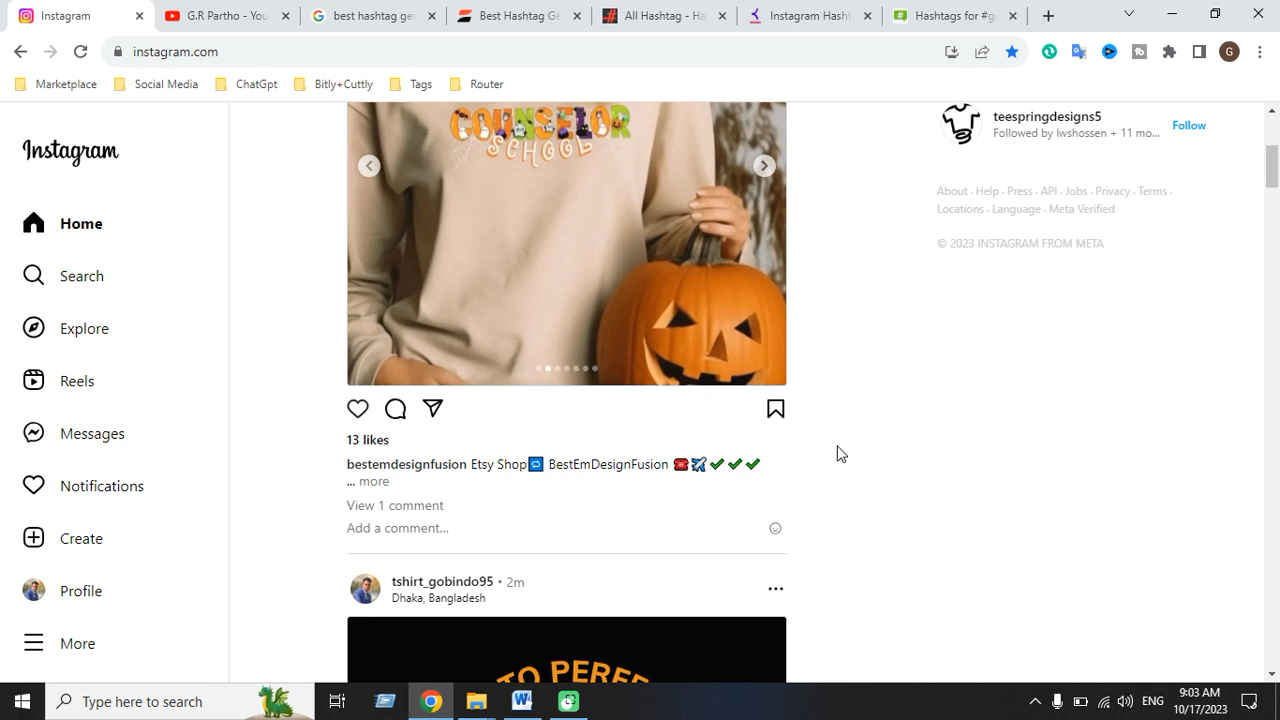 Instagram
G.R Partho - You
best hashtag ge
Best Hashtag Ge
All Hashtag - Ha
Instagram Hasht
Hashtags for #g
instagram.com
G
Marketplace
Social Media
ChatGpt
Bitly+Cuttly
Tags
Router
Instagram
Home
Search
Explore
Reels
Messages
Notifications
Create
Profile
More
COUNSELOR
SCHOOL
13 likes
bestemdesignfusion Etsy Shop BestEmDesignFusion
... more
View 1 comment
Add a comment...
tshirt_gobindo95 • 2m
Dhaka, Bangladesh
TO PERFE
teespringdesigns5
Followed by lwshossen + 11 mo...
Follow
About · Help · Press · API · Jobs · Privacy · Terms ·
Locations · Language · Meta Verified
© 2023 INSTAGRAM FROM META
Type here to search
ENG
9:03 AM
10/17/2023